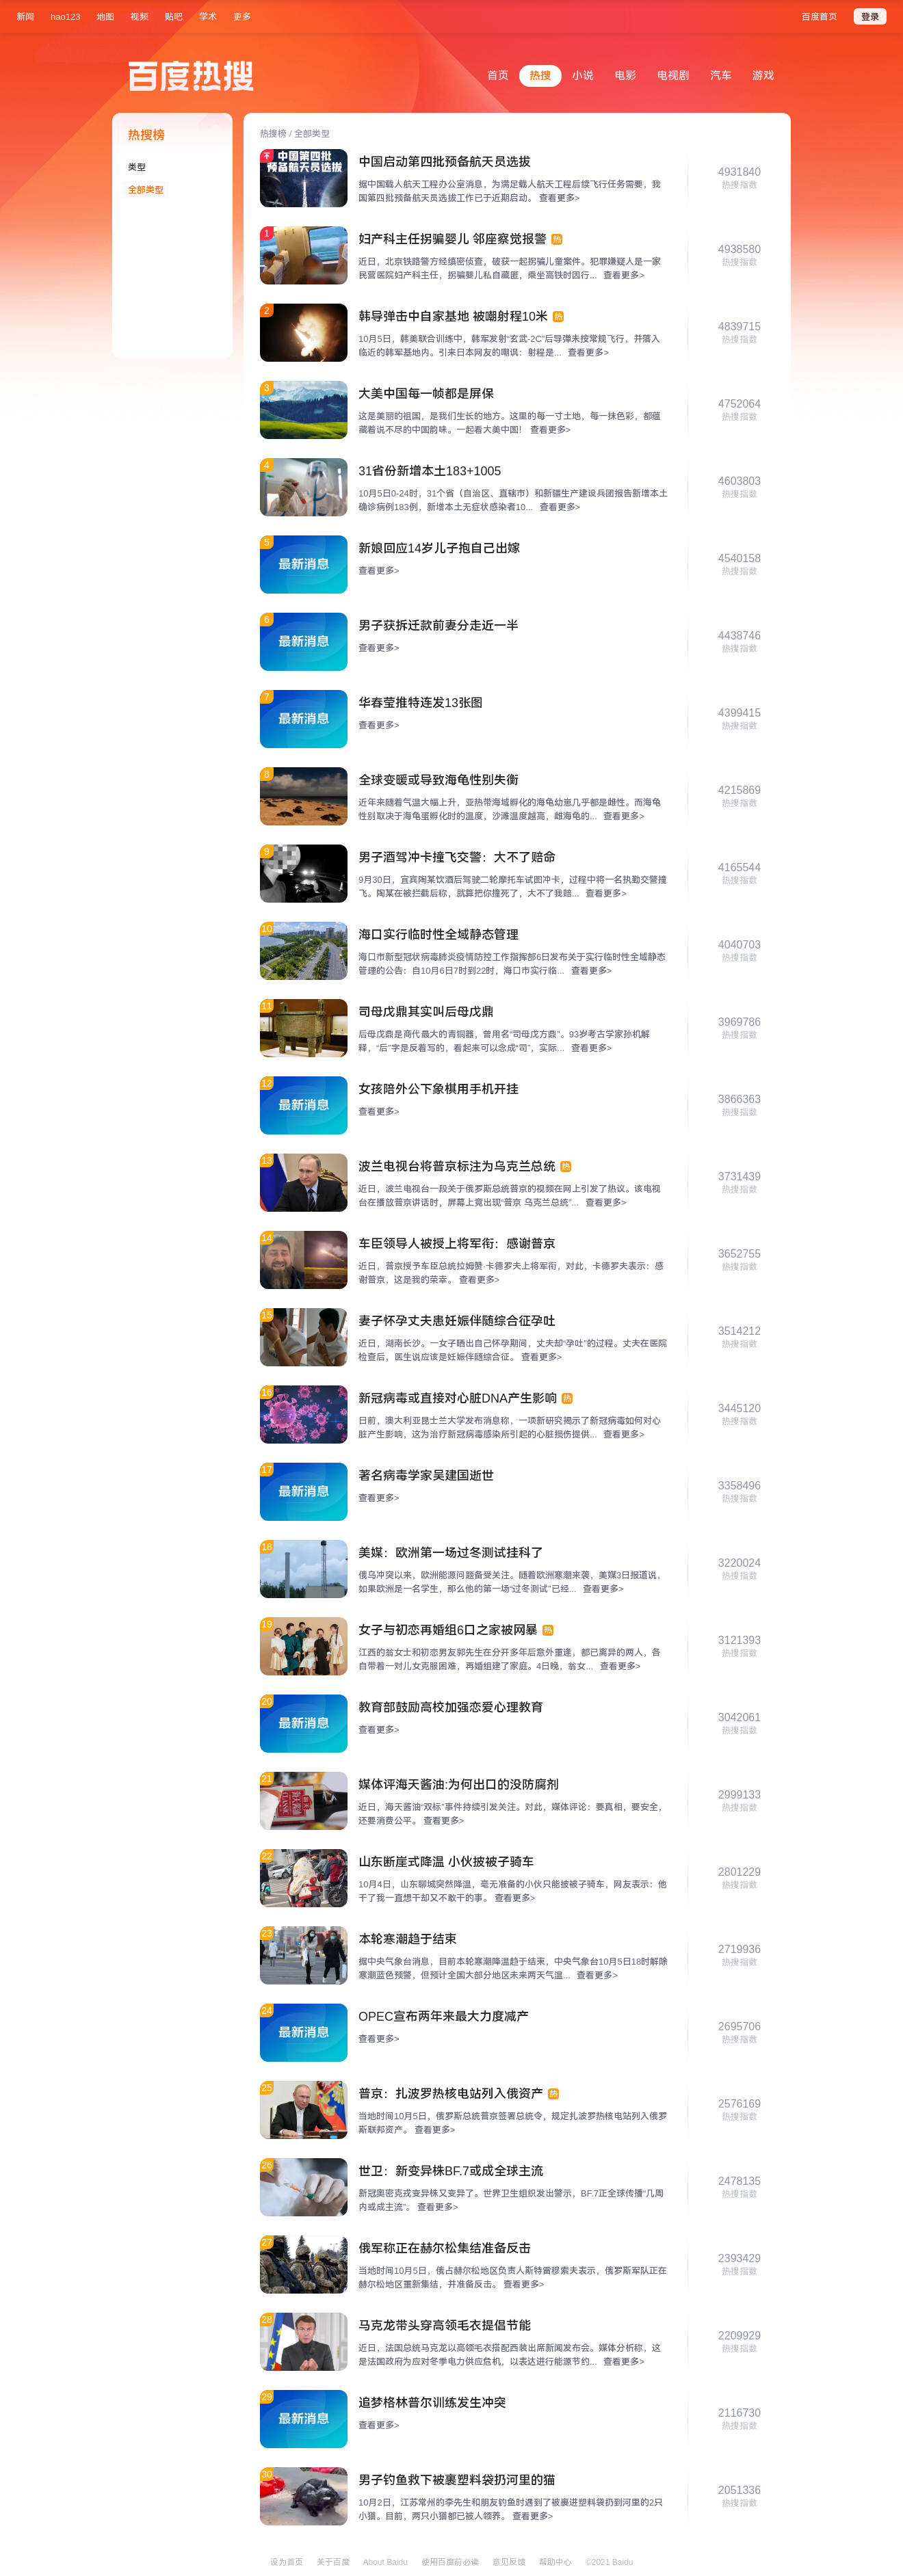 新闻 hao123 地图 视频 贴吧 学术 更多 百度首页 登录
百度热搜
首页 热搜 小说 电影 电视剧 汽车 游戏
热搜榜
类型
全部类型
热搜榜 / 全部类型
中国第四批
预备航天员选拔
中国启动第四批预备航天员选拔
据中国载人航天工程办公室消息，为满足载人航天工程后续飞行任务需要，我
国第四批预备航天员选拔工作已于近期启动。 查看更多>
4931840
热搜指数
1
妇产科主任拐骗婴儿 邻座察觉报警 热
近日，北京铁路警方经缜密侦查，破获一起拐骗儿童案件。犯罪嫌疑人是一家
民营医院妇产科主任，拐骗婴儿私自藏匿，乘坐高铁时因行... 查看更多>
4938580
热搜指数
2
韩导弹击中自家基地 被嘲射程10米 热
10月5日，韩美联合训练中，韩军发射“玄武-2C”后导弹未按常规飞行，并落入
临近的韩军基地内。引来日本网友的嘲讽：射程是... 查看更多>
4839715
热搜指数
3
大美中国每一帧都是屏保
这是美丽的祖国，是我们生长的地方。这里的每一寸土地，每一抹色彩，都蕴
藏着说不尽的中国韵味。一起看大美中国！ 查看更多>
4752064
热搜指数
4
31省份新增本土183+1005
10月5日0-24时，31个省（自治区、直辖市）和新疆生产建设兵团报告新增本土
确诊病例183例，新增本土无症状感染者10... 查看更多>
4603803
热搜指数
5
最新消息
新娘回应14岁儿子抱自己出嫁
查看更多>
4540158
热搜指数
6
最新消息
男子获拆迁款前妻分走近一半
查看更多>
4438746
热搜指数
7
最新消息
华春莹推特连发13张图
查看更多>
4399415
热搜指数
8
全球变暖或导致海龟性别失衡
近年来随着气温大幅上升，亚热带海域孵化的海龟幼崽几乎都是雌性。而海龟
性别取决于海龟蛋孵化时的温度，沙滩温度越高，雌海龟的... 查看更多>
4215869
热搜指数
9
男子酒驾冲卡撞飞交警：大不了赔命
9月30日，宜宾陶某饮酒后驾驶二轮摩托车试图冲卡，过程中将一名执勤交警撞
飞。陶某在被拦截后称，就算把你撞死了，大不了我赔... 查看更多>
4165544
热搜指数
10
海口实行临时性全域静态管理
海口市新型冠状病毒肺炎疫情防控工作指挥部6日发布关于实行临时性全域静态
管理的公告：自10月6日7时到22时，海口市实行临... 查看更多>
4040703
热搜指数
11
司母戊鼎其实叫后母戊鼎
后母戊鼎是商代最大的青铜器，曾用名“司母戊方鼎”。93岁考古学家孙机解
释，“后”字是反着写的，看起来可以念成“司”，实际... 查看更多>
3969786
热搜指数
12
最新消息
女孩陪外公下象棋用手机开挂
查看更多>
3866363
热搜指数
13
波兰电视台将普京标注为乌克兰总统 热
近日，波兰电视台一段关于俄罗斯总统普京的视频在网上引发了热议。该电视
台在播放普京讲话时，屏幕上竟出现“普京 乌克兰总统”... 查看更多>
3731439
热搜指数
14
车臣领导人被授上将军衔：感谢普京
近日，普京授予车臣总统拉姆赞·卡德罗夫上将军衔，对此，卡德罗夫表示：感
谢普京，这是我的荣幸。 查看更多>
3652755
热搜指数
15
妻子怀孕丈夫患妊娠伴随综合征孕吐
近日，湖南长沙。一女子晒出自己怀孕期间，丈夫却“孕吐”的过程。丈夫在医院
检查后，医生说应该是妊娠伴随综合征。 查看更多>
3514212
热搜指数
16
新冠病毒或直接对心脏DNA产生影响 热
日前，澳大利亚昆士兰大学发布消息称，一项新研究揭示了新冠病毒如何对心
脏产生影响，这为治疗新冠病毒感染所引起的心脏损伤提供... 查看更多>
3445120
热搜指数
17
最新消息
著名病毒学家吴建国逝世
查看更多>
3358496
热搜指数
18
美媒：欧洲第一场过冬测试挂科了
俄乌冲突以来，欧洲能源问题备受关注。随着欧洲寒潮来袭，美媒3日报道说，
如果欧洲是一名学生，那么他的第一场“过冬测试”已经... 查看更多>
3220024
热搜指数
19
女子与初恋再婚组6口之家被网暴 热
江西的翁女士和初恋男友郭先生在分开多年后意外重逢，都已离异的两人，各
自带着一对儿女克服困难，再婚组建了家庭。4日晚，翁女... 查看更多>
3121393
热搜指数
20
最新消息
教育部鼓励高校加强恋爱心理教育
查看更多>
3042061
热搜指数
21
媒体评海天酱油:为何出口的没防腐剂
近日，海天酱油“双标”事件持续引发关注。对此，媒体评论：要真相，要安全，
还要消费公平。 查看更多>
2999133
热搜指数
22
山东断崖式降温 小伙披被子骑车
10月4日，山东聊城突然降温，毫无准备的小伙只能披被子骑车，网友表示：他
干了我一直想干却又不敢干的事。 查看更多>
2801229
热搜指数
23
本轮寒潮趋于结束
据中央气象台消息，目前本轮寒潮降温趋于结束，中央气象台10月5日18时解除
寒潮蓝色预警，但预计全国大部分地区未来两天气温... 查看更多>
2719936
热搜指数
24
最新消息
OPEC宣布两年来最大力度减产
查看更多>
2695706
热搜指数
25
普京：扎波罗热核电站列入俄资产 热
当地时间10月5日，俄罗斯总统普京签署总统令，规定扎波罗热核电站列入俄罗
斯联邦资产。 查看更多>
2576169
热搜指数
26
世卫：新变异株BF.7或成全球主流
新冠奥密克戎变异株又变异了。世界卫生组织发出警示，BF.7正全球传播“几周
内或成主流”。 查看更多>
2478135
热搜指数
27
俄军称正在赫尔松集结准备反击
当地时间10月5日，俄占赫尔松地区负责人斯特雷穆索夫表示，俄罗斯军队正在
赫尔松地区重新集结，并准备反击。 查看更多>
2393429
热搜指数
28
马克龙带头穿高领毛衣提倡节能
近日，法国总统马克龙以高领毛衣搭配西装出席新闻发布会。媒体分析称，这
是法国政府为应对冬季电力供应危机，以表达进行能源节约... 查看更多>
2209929
热搜指数
29
最新消息
追梦格林普尔训练发生冲突
查看更多>
2116730
热搜指数
30
男子钓鱼救下被裹塑料袋扔河里的猫
10月2日，江苏常州的李先生和朋友钓鱼时遇到了被裹进塑料袋扔到河里的2只
小猫。目前，两只小猫都已被人领养。 查看更多>
2051336
热搜指数
设为首页 关于百度 About Baidu 使用百度前必读 意见反馈 帮助中心 ©2021 Baidu